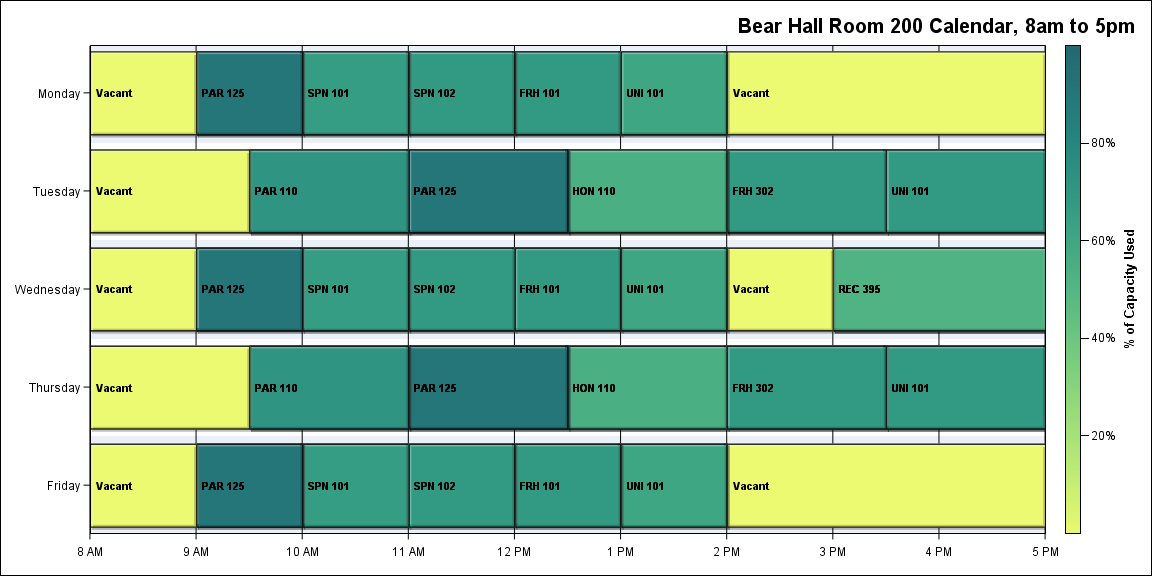 Bear Hall Room 200 Calendar, 8am to 5pm
Monday Vacant PAR 125 SPN 101 SPN 102 FRH 101 UNI 101 Vacant
80%
Tuesday Vacant PAR 110 PAR 125 HON 110 FRH 302 UNI 101
60%
Wednesday Vacant PAR 125 SPN 101 SPN 102 FRH 101 UNI 101 Vacant REC 395
% of Capacity Used
40%
Thursday Vacant PAR 110 PAR 125 HON 110 FRH 302 UNI 101
20%
Friday Vacant PAR 125 SPN 101 SPN 102 FRH 101 UNI 101 Vacant
8 AM 9 AM 10 AM 11 AM 12 PM 1 PM 2 PM 3 PM 4 PM 5 PM